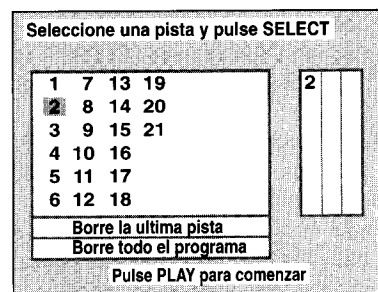 Seleccione una pista y pulse SELECT
1 7 13 19 2
2 8 14 20
3 9 15 21
4 10 16
5 11 17
6 12 18
Borre la ultima pista
Borre todo el programa
Pulse PLAY para comenzar